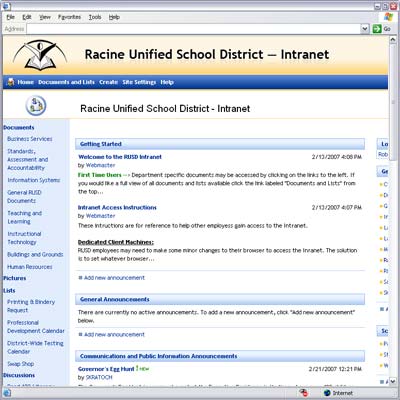 File Edit View Favorites Tools Help
Address Go
Racine Unified School District — Intranet
Home Documents and Lists Create Site Settings Help
Racine Unified School District - Intranet
Documents
Business Services
Standards,
Assessment and
Accountability
Information Systems
General RUSD
Documents
Teaching and
Learning
Instructional
Technology
Buildings and Grounds
Human Resources
Pictures
Lists
Printing & Bindery
Request
Professional
Development Calendar
District-Wide Testing
Calendar
Swap Shop
Discussions
Getting Started
Welcome to the RUSD Intranet 2/13/2007 4:08 PM
by Webmaster
First Time Users --> Department specific documents may be accessed by clicking on the links to the left. If
you would like a full view of all documents and lists available click the link labeled "Documents and Lists" from
the top...
Intranet Access Instructions 2/13/2007 4:07 PM
by Webmaster
These intructions are for reference to help other employees gain access to the Intranet.
Dedicated Client Machines:
RUSD employees may need to make some minor changes to their browser to access the Intranet. The solution
is to set whatever browser...
Add new announcement
General Announcements
There are currently no active announcements. To add a new announcement, click "Add new announcement"
below.
Add new announcement
Communications and Public Information Announcements
Governor's Egg Hunt ! NEW 2/21/2007 12:21 PM
by SKRATOCH
Lo
Rob
Ge
Sc
Internet